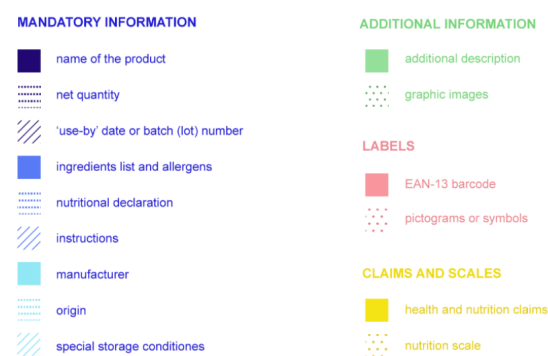 MANDATORY INFORMATION
name of the product
net quantity
‘use-by’ date or batch (lot) number
ingredients list and allergens
nutritional declaration
instructions
manufacturer
origin
special storage conditiones
ADDITIONAL INFORMATION
additional description
graphic images
LABELS
EAN-13 barcode
pictograms or symbols
CLAIMS AND SCALES
health and nutrition claims
nutrition scale